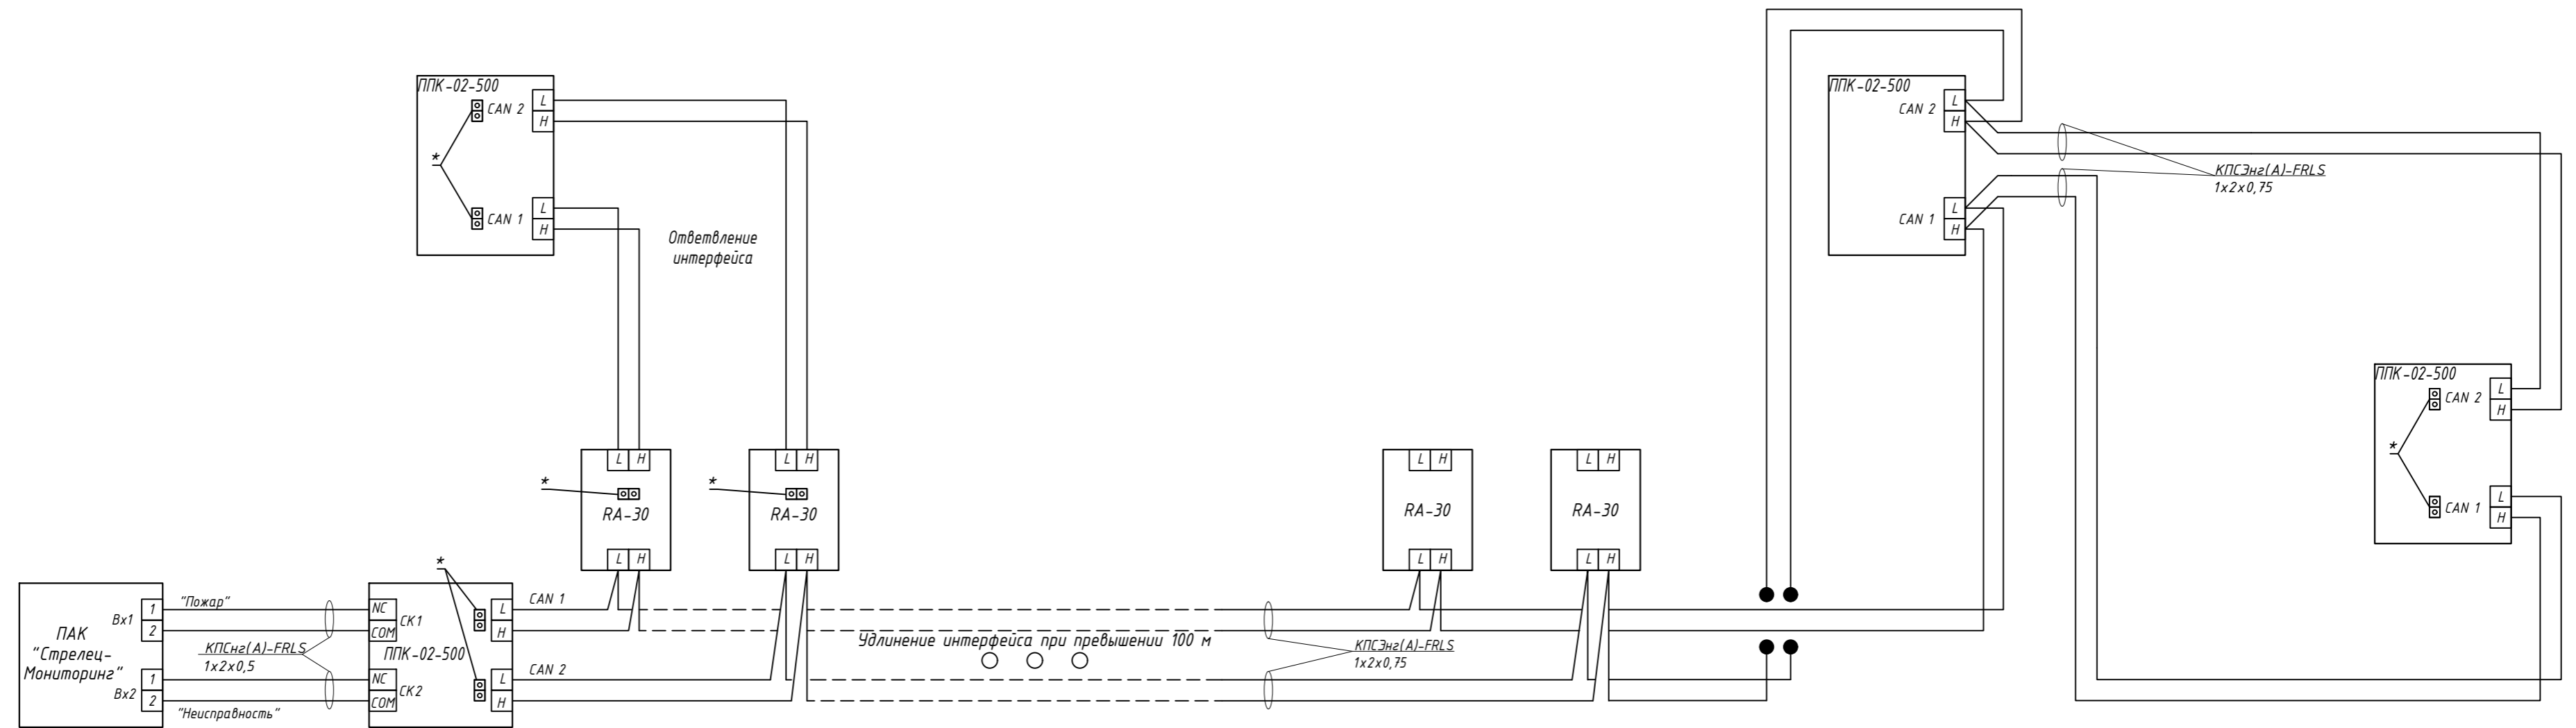 ППК-02-500
CAN 2
L
H
*
CAN 1
L
H
Ответвление
интерфейса
ППК-02-500
CAN 2
L
H
CAN 1
L
H
КПСЭнг(А)-FRLS
1x2x0,75
ППК-02-500
CAN 2
L
H
*
CAN 1
L
H
L H
*
RA-30
L H
L H
*
RA-30
L H
L H
RA-30
L H
L H
RA-30
L H
ПАК
"Стрелец-
Мониторинг"
Вх1
1
2
Вх2
1
2
"Пожар"
КПСнг(А)-FRLS
1x2x0,5
"Неисправность"
*
NC
COM
СК1
ППК-02-500
NC
COM
СК2
L
H
L
H
CAN 1
CAN 2
Удлинение интерфейса при превышении 100 м
КПСЭнг(А)-FRLS
1x2x0,75